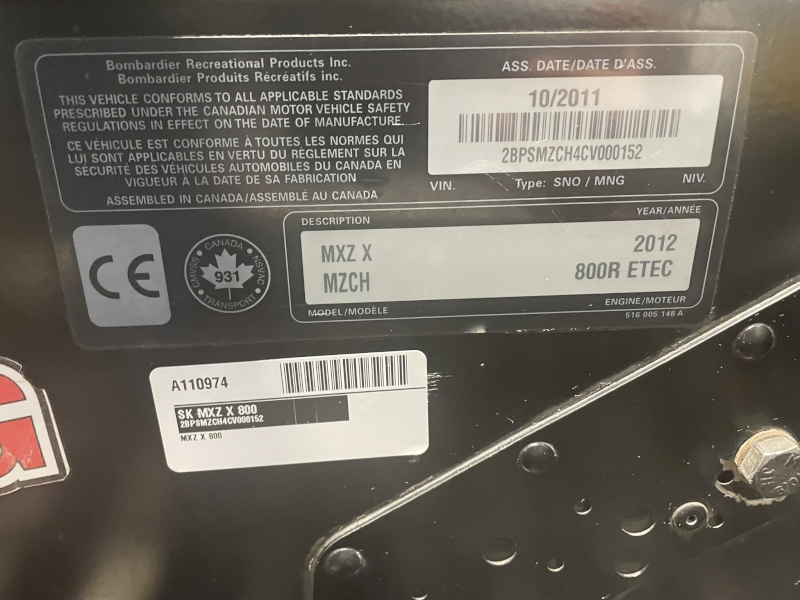 Bombardier Recreational Products Inc.
Bombardier Produits Récréatifs inc.
THIS VEHICLE CONFORMS TO ALL APPLICABLE STANDARDS
PRESCRIBED UNDER THE CANADIAN MOTOR VEHICLE SAFETY
REGULATIONS IN EFFECT ON THE DATE OF MANUFACTURE.
CE VÉHICULE EST CONFORME À TOUTES LES NORMES QUI
LUI SONT APPLICABLES EN VERTU DU RÈGLEMENT SUR LA
SÉCURITÉ DES VÉHICULES AUTOMOBILES DU CANADA EN
VIGUEUR À LA DATE DE SA FABRICATION
ASSEMBLED IN CANADA/ASSEMBLÉ AU CANADA
ASS. DATE/DATE D'ASS.
10/2011
2BPSMZCH4CV000152
VIN. Type: SNO / MNG NIV.
CE
CANADA
CMVSS NSVAC
931
TRANSPORT
DESCRIPTION YEAR/ANNÉE
MXZ X 2012
MZCH 800R ETEC
MODEL/MODÈLE ENGINE/MOTEUR
516 005 148 A
A110974
SK MXZ X 800
2BPSMZCH4CV000152
MXZ X 800